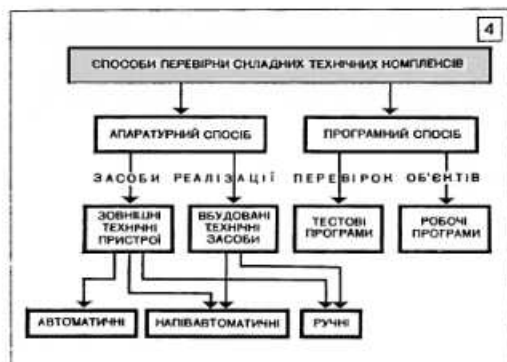 4
СПОСОБИ ПЕРЕВІРКИ СКЛАДНИХ ТЕХНІЧНИХ КОМПЛЕКСІВ
АПАРАТУРНИЙ СПОСІБ
ПРОГРАМНИЙ СПОСІБ
ЗАСОБИ РЕАЛІЗАЦІЇ ПЕРЕВІРОК ОБ'ЄКТІВ
ЗОВНІШНІ
ТЕХНІЧНІ
ПРИСТРОЇ
ВБУДОВАНІ
ТЕХНІЧНІ
ЗАСОБИ
ТЕСТОВІ
ПРОГРАМИ
РОБОЧІ
ПРОГРАМИ
АВТОМАТИЧНІ
НАПІВАВТОМАТИЧНІ
РУЧНІ